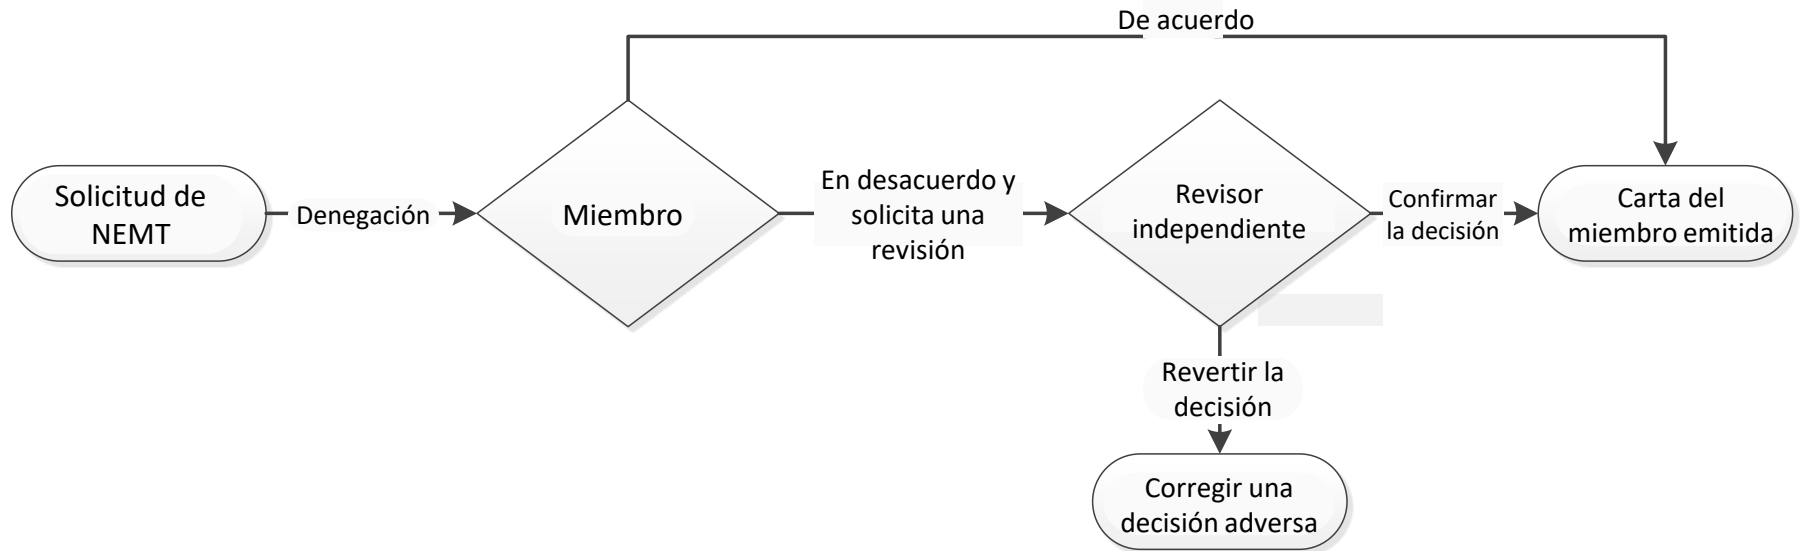 De acuerdo
Solicitud de
NEMT
Denegación
Miembro
En desacuerdo y
solicita una
revisión
Revisor
independiente
Confirmar
la decisión
Carta del
miembro emitida
Revertir la
decisión
Corregir una
decisión adversa